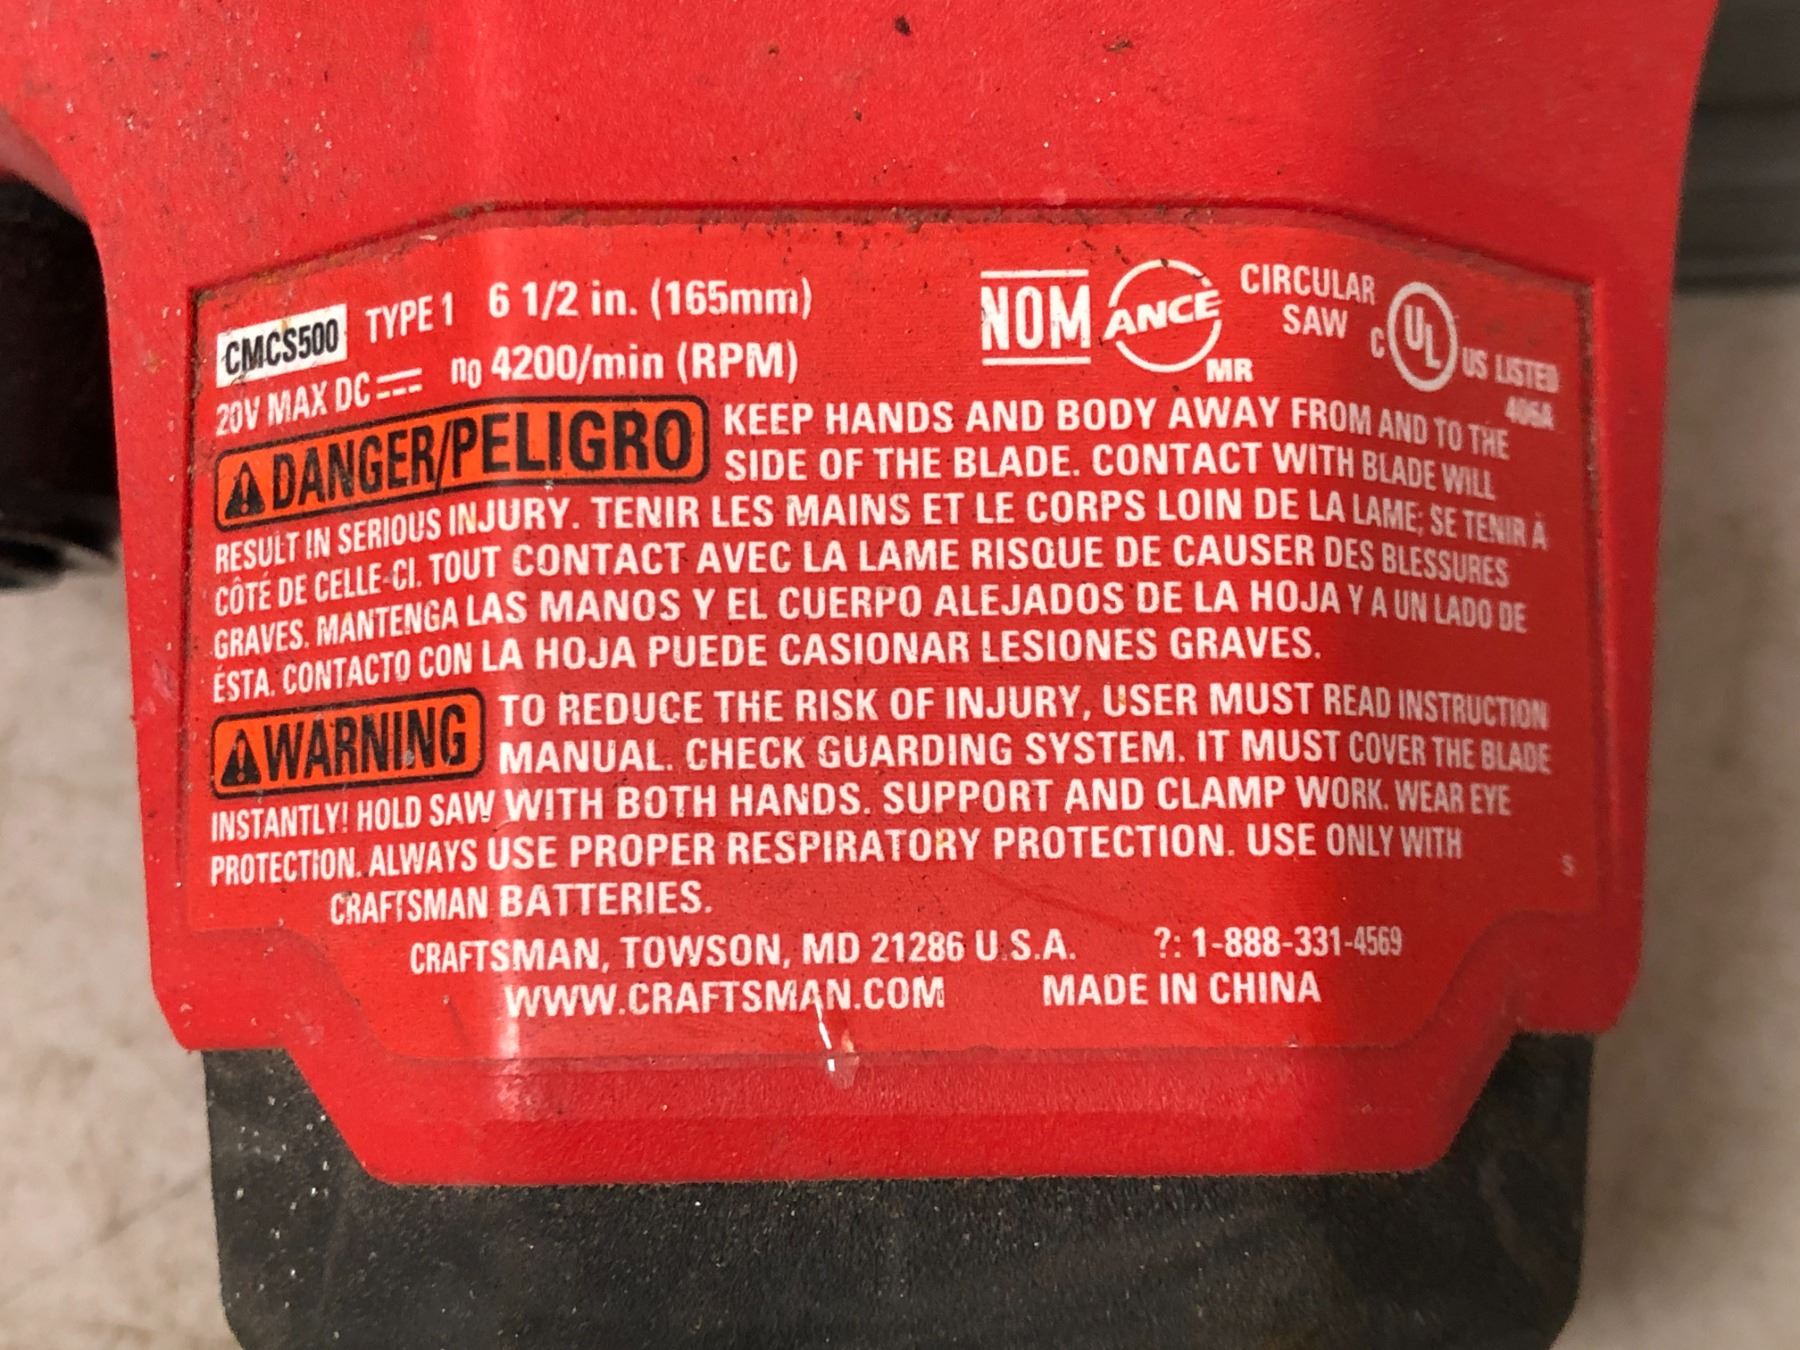 CMCS500 TYPE 1 6 1/2 in. (165mm)
20V MAX DC n0 4200/min (RPM)
NOM ANCE MR
CIRCULAR
SAW
C UL US LISTED
406A
DANGER/PELIGRO KEEP HANDS AND BODY AWAY FROM AND TO THE
SIDE OF THE BLADE. CONTACT WITH BLADE WILL
RESULT IN SERIOUS INJURY. TENIR LES MAINS ET LE CORPS LOIN DE LA LAME; SE TENIR À
CÔTÉ DE CELLE-CI. TOUT CONTACT AVEC LA LAME RISQUE DE CAUSER DES BLESSURES
GRAVES. MANTENGA LAS MANOS Y EL CUERPO ALEJADOS DE LA HOJA Y A UN LADO DE
ÉSTA. CONTACTO CON LA HOJA PUEDE CASIONAR LESIONES GRAVES.
WARNING TO REDUCE THE RISK OF INJURY, USER MUST READ INSTRUCTION
MANUAL. CHECK GUARDING SYSTEM. IT MUST COVER THE BLADE
INSTANTLY! HOLD SAW WITH BOTH HANDS. SUPPORT AND CLAMP WORK. WEAR EYE
PROTECTION. ALWAYS USE PROPER RESPIRATORY PROTECTION. USE ONLY WITH
CRAFTSMAN BATTERIES.
S
CRAFTSMAN, TOWSON, MD 21286 U.S.A. ?: 1-888-331-4569
WWW.CRAFTSMAN.COM MADE IN CHINA